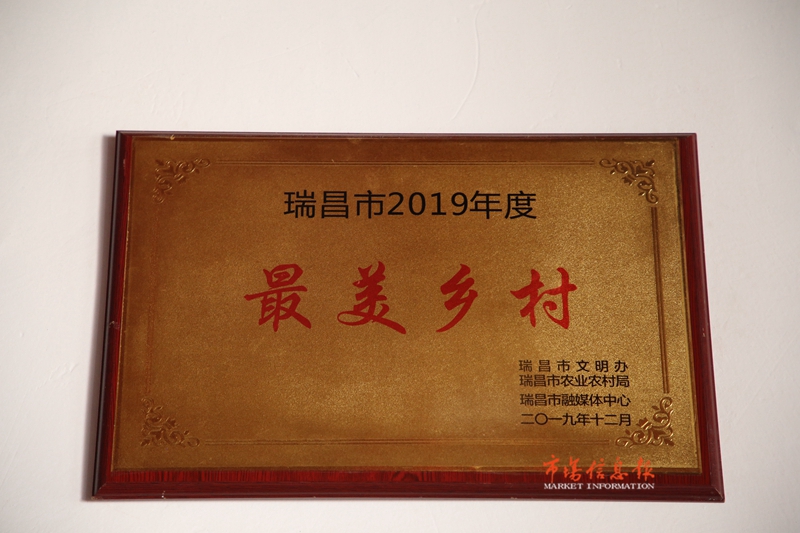 瑞昌市2019年度
最美乡村
瑞昌市文明办
瑞昌市农业农村局
瑞昌市融媒体中心
二〇一九年十二月
市场信息报
MARKET INFORMATION